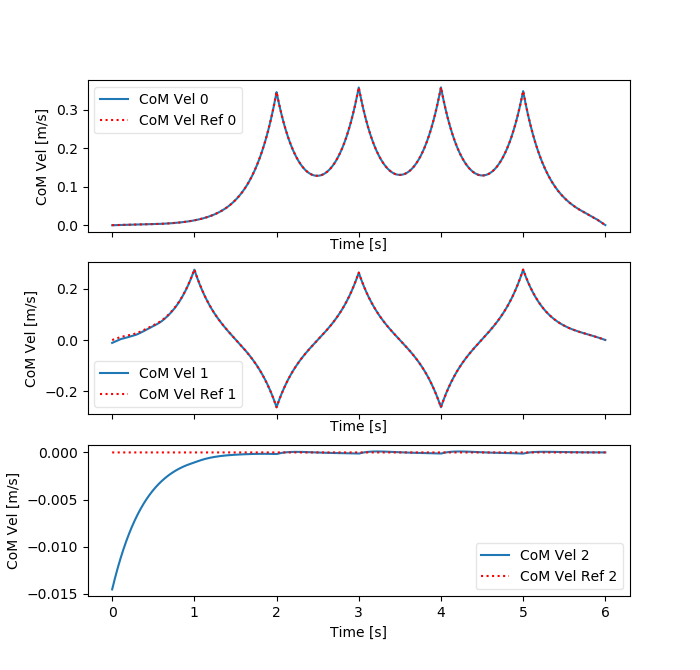 CoM Vel [m/s]
0.3
0.2
0.1
0.0
CoM Vel 0
CoM Vel Ref 0
Time [s]
CoM Vel [m/s]
0.2
0.0
−0.2
CoM Vel 1
CoM Vel Ref 1
Time [s]
CoM Vel [m/s]
0.000
−0.005
−0.010
−0.015
CoM Vel 2
CoM Vel Ref 2
0 1 2 3 4 5 6
Time [s]